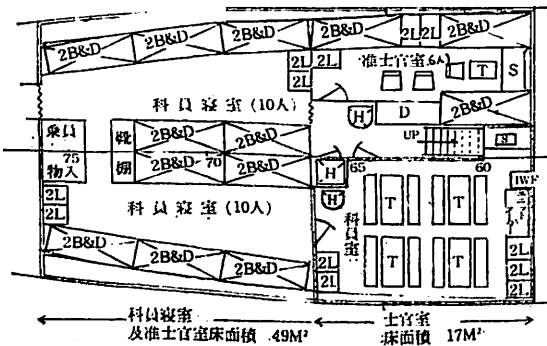 2B&D 2B&D 2B&D 2B&D 2L 2L 2B&D
2L 2L 准士官室(6人) T S
2L
科員寝室(10人) H D 2B&D
乗員 靴 2B&D 2B&D UP S
物入 75 棚 2B&D 70 2B&D H 65 60
2L H IWF
2L 科員寝室(10人) 科員室 T T
2B&D T T 2L
2B&D 2L 2L
2B&D 2L 2L
科員寝室 士官室
及准士官室床面積 49M² 床面積 17M²